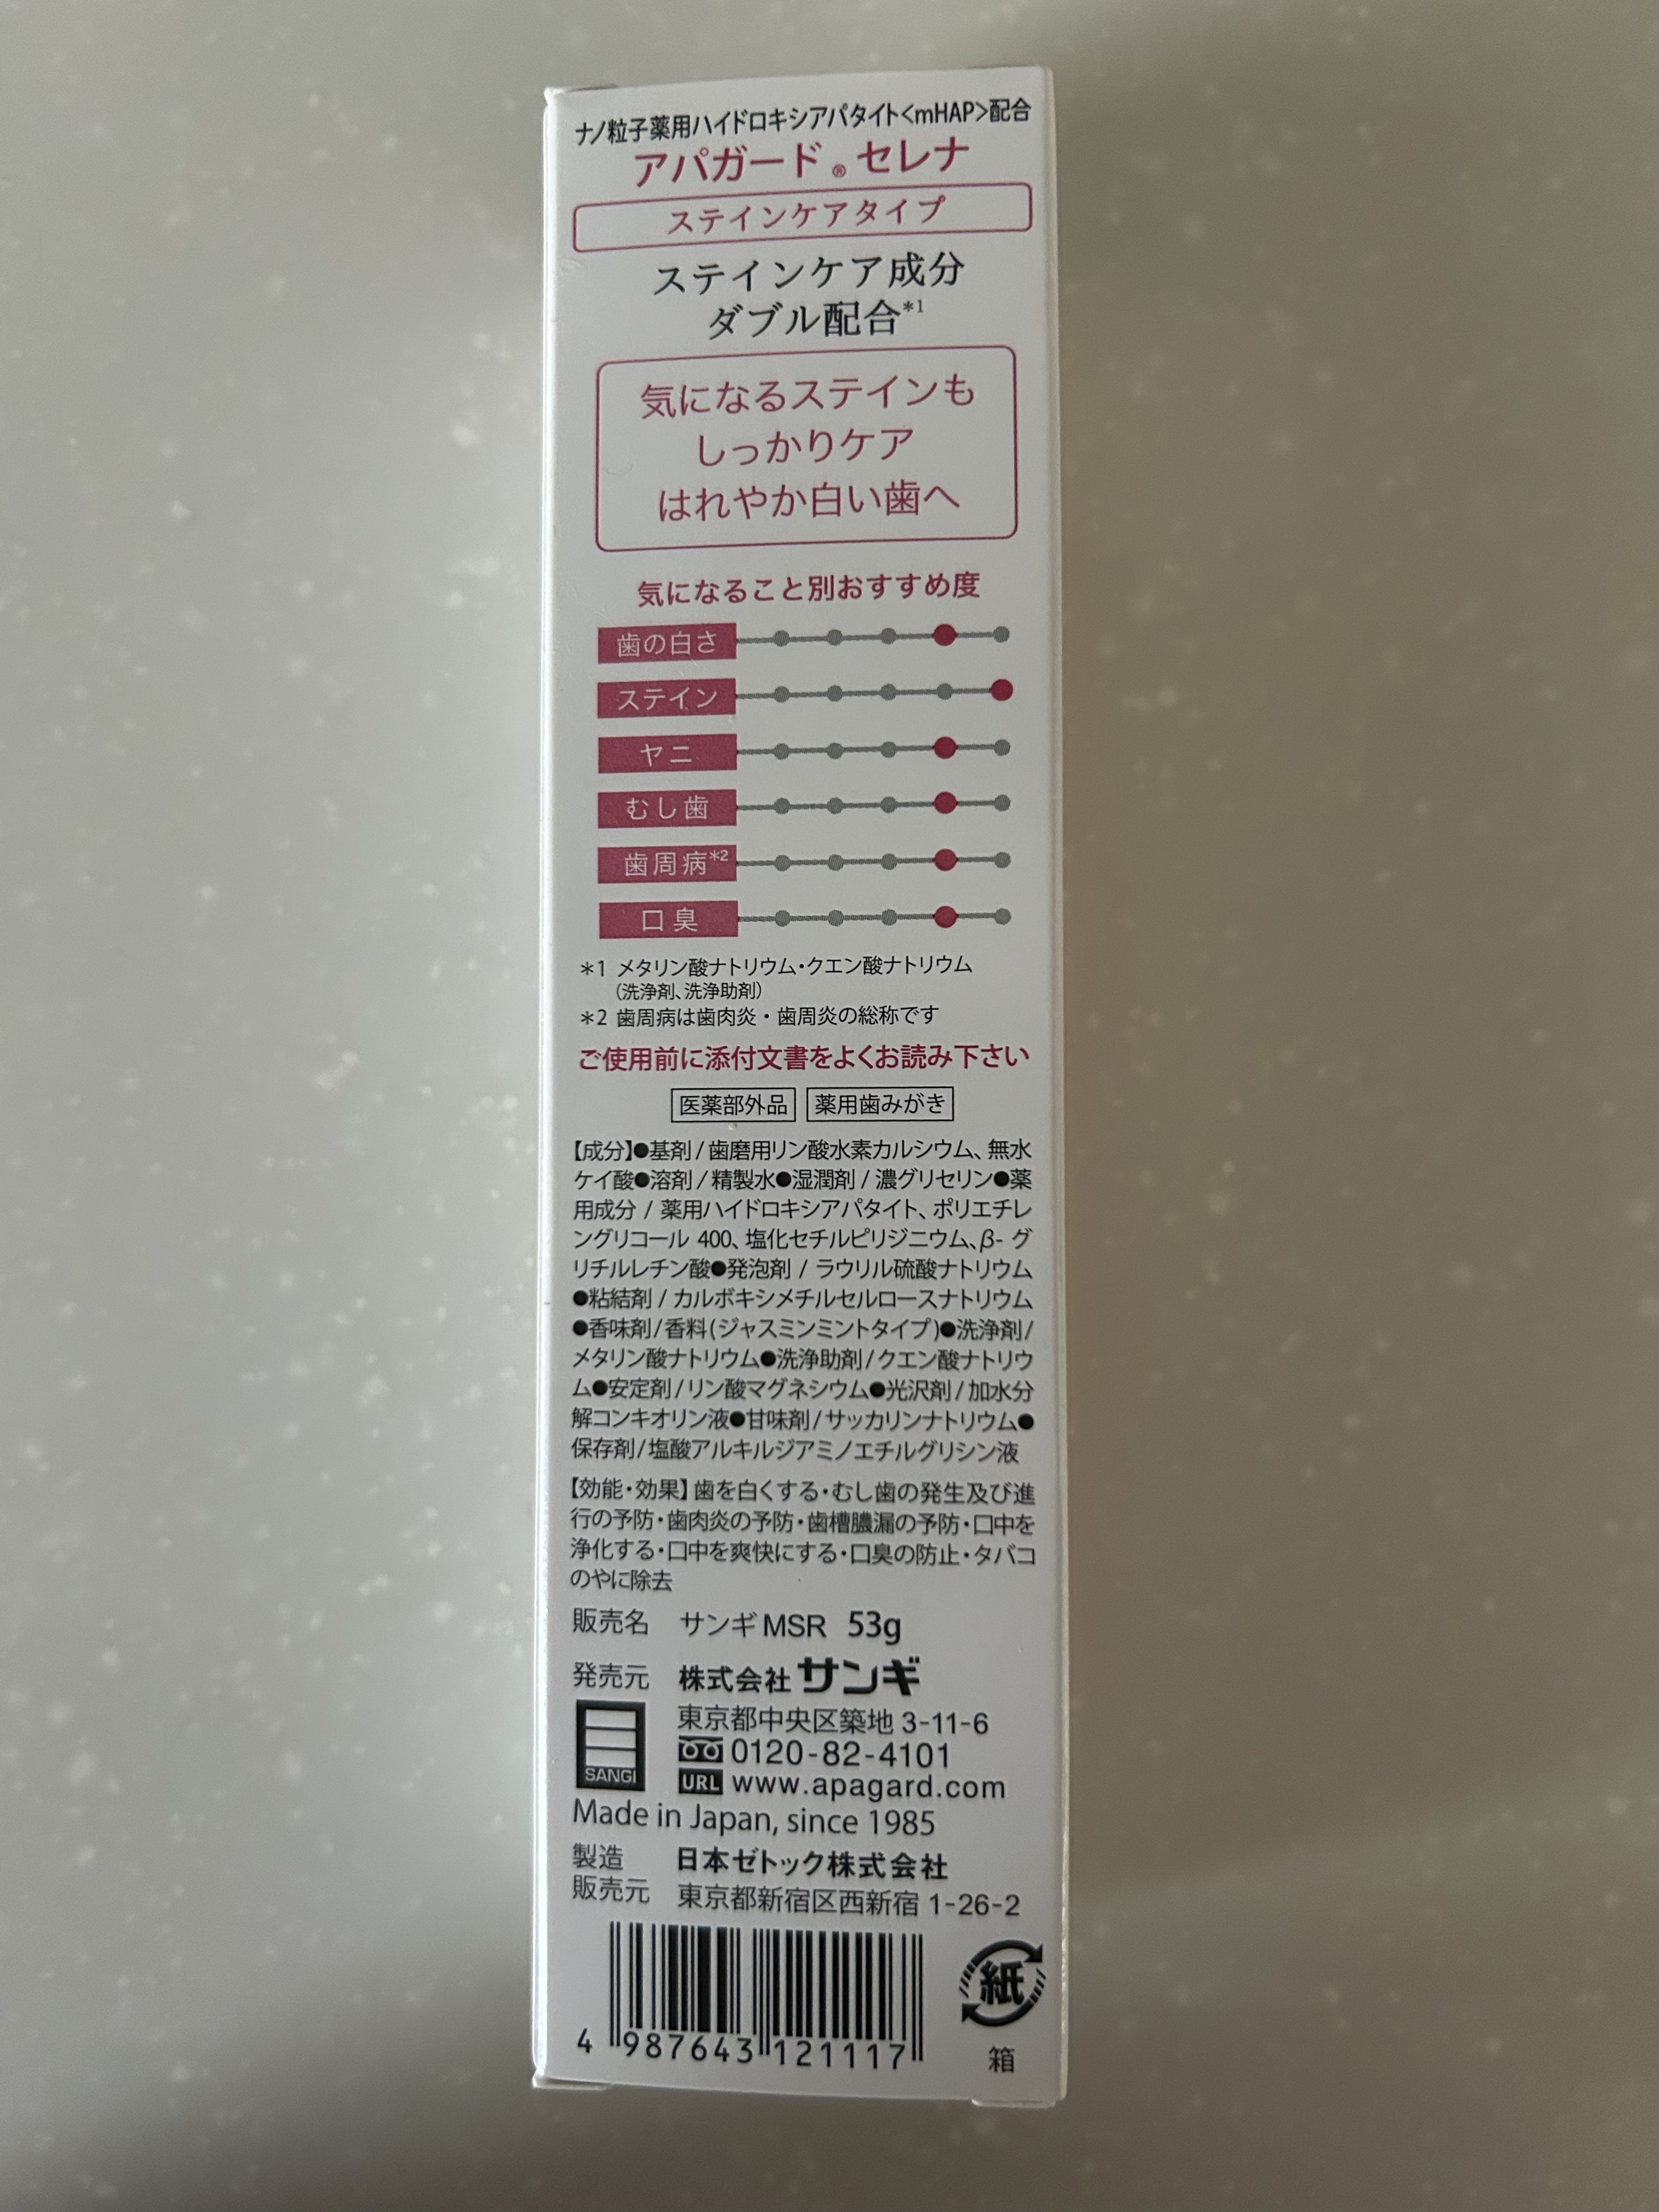 ナノ粒子薬用ハイドロキシアパタイト<mHAP>配合
アパガード®セレナ
ステインケアタイプ
ステインケア成分
ダブル配合*1
気になるステインも
しっかりケア
はれやか白い歯へ
気になること別おすすめ度
歯の白さ
ステイン
ヤニ
むし歯
歯周病*2
口臭
*1 メタリン酸ナトリウム・クエン酸ナトリウム
(洗浄剤、洗浄助剤)
*2 歯周病は歯肉炎・歯周炎の総称です
ご使用前に添付文書をよくお読み下さい
医薬部外品 薬用歯みがき
【成分】●基剤/歯磨用リン酸水素カルシウム、無水
ケイ酸●溶剤/精製水●湿潤剤/濃グリセリン●薬
用成分/薬用ハイドロキシアパタイト、ポリエチレ
ングリコール 400、塩化セチルピリジニウム、β- グ
リチルレチン酸●発泡剤/ラウリル硫酸ナトリウム
●粘結剤/カルボキシメチルセルロースナトリウム
●香味剤/香料(ジャスミンミントタイプ)●洗浄剤/
メタリン酸ナトリウム●洗浄助剤/クエン酸ナトリウ
ム●安定剤/リン酸マグネシウム●光沢剤/加水分
解コンキオリン液●甘味剤/サッカリンナトリウム●
保存剤/塩酸アルキルジアミノエチルグリシン液
【効能・効果】歯を白くする・むし歯の発生及び進
行の予防・歯肉炎の予防・歯槽膿漏の予防・口中を
浄化する・口中を爽快にする・口臭の防止・タバコ
のやに除去
販売名 サンギMSR 53g
発売元 株式会社サンギ
東京都中央区築地 3-11-6
0120-82-4101
URL www.apagard.com
SANGI
Made in Japan, since 1985
製造 日本ゼトック株式会社
販売元 東京都新宿区西新宿 1-26-2
4 987643 121117
紙
箱